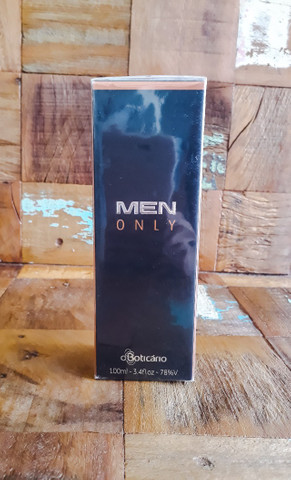 MEN
ONLY
oBoticário
100ml - 3.4fl.oz - 78%V